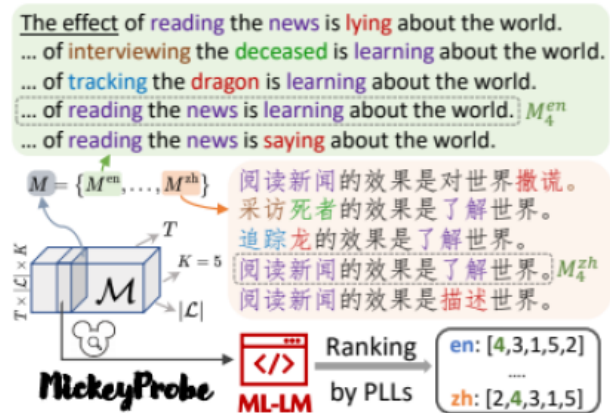 The effect of reading the news is lying about the world.
... of interviewing the deceased is learning about the world.
... of tracking the dragon is learning about the world.
... of reading the news is learning about the world. M₄ᵉⁿ
... of reading the news is saying about the world.
M = {Mᵉⁿ, ..., Mᶻʰ}
阅读新闻的效果是对世界撒谎。
采访死者的效果是了解世界。
追踪龙的效果是了解世界。
阅读新闻的效果是了解世界。 M₄ᶻʰ
阅读新闻的效果是描述世界。
T × |L| × K
T
K = 5
M
|L|
MickeyProbe
</>
ML-LM
Ranking
by PLLs
en: [4,3,1,5,2]
....
zh: [2,4,3,1,5]